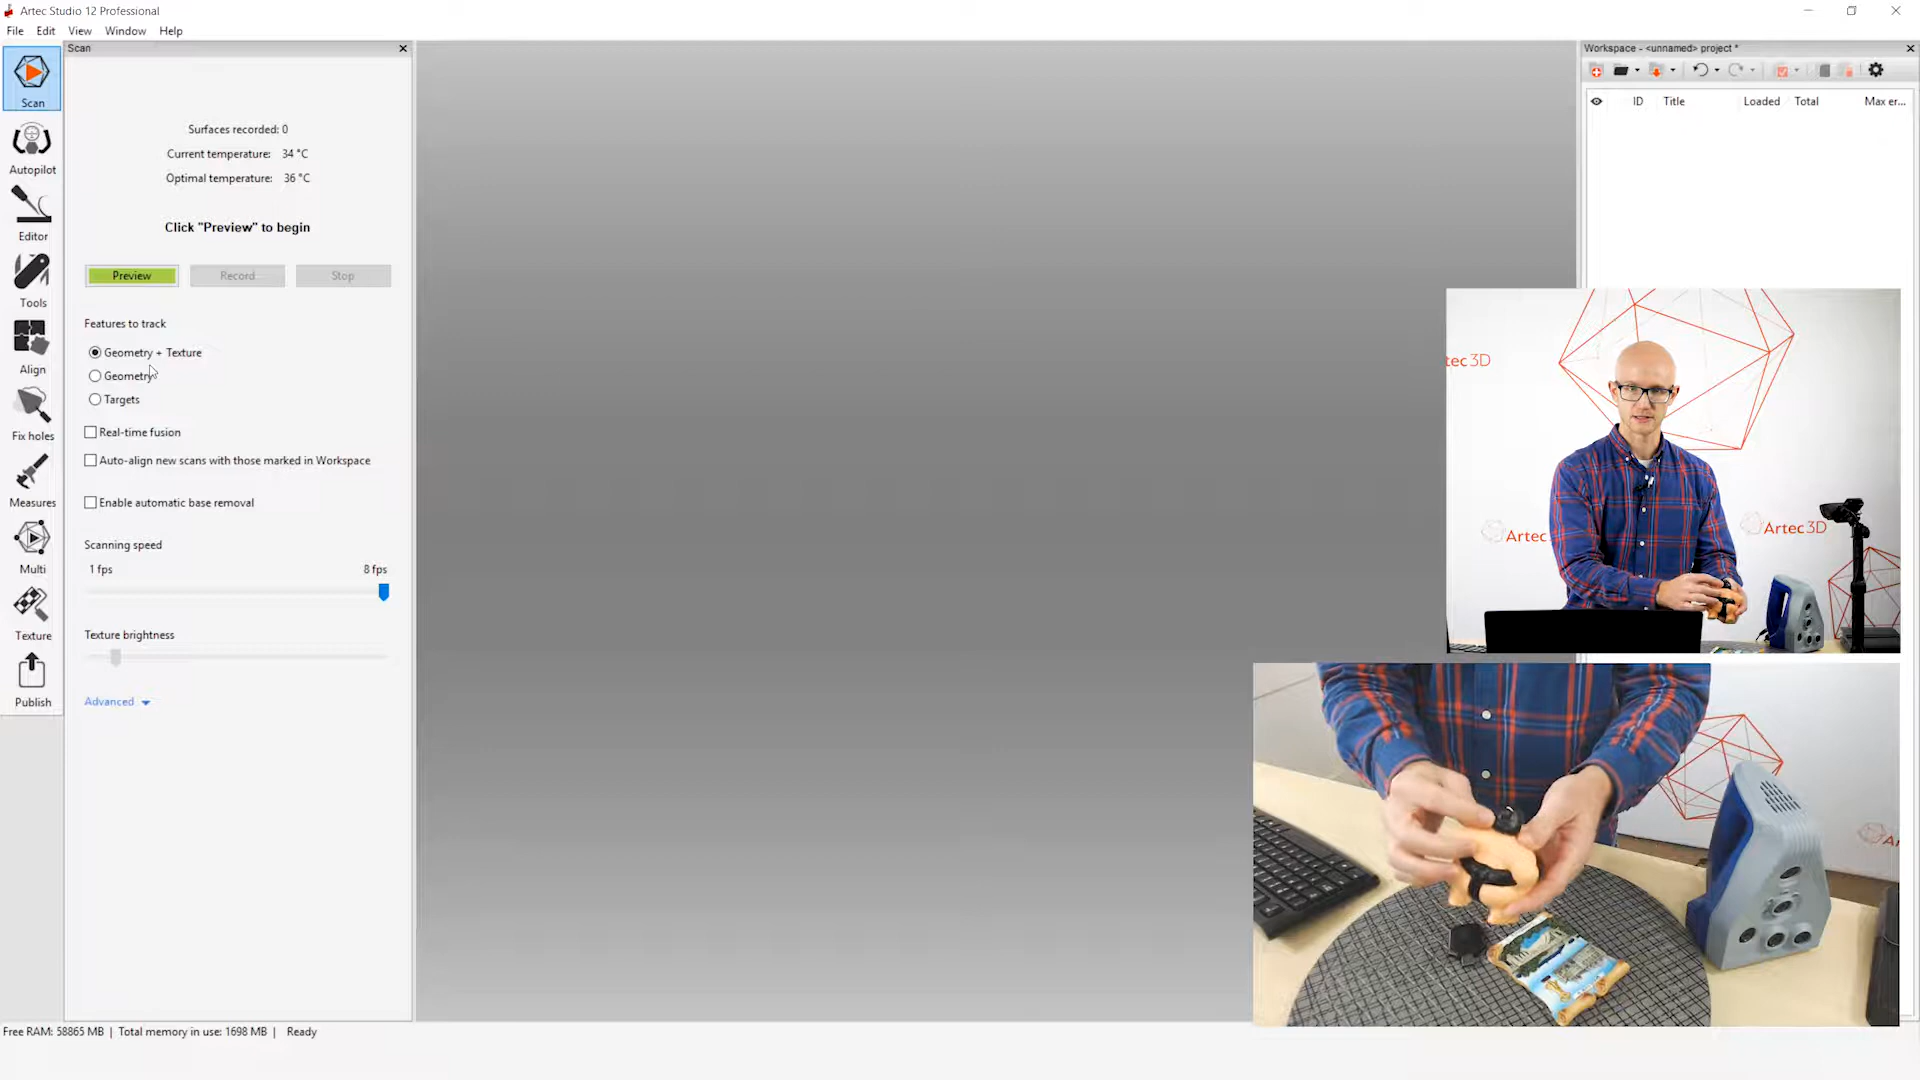 Artec Studio 12 Professional
File Edit View Window Help
Scan
Workspace - <unnamed> project *
ID Title Loaded Total Max er...
Scan
Autopilot
Editor
Tools
Align
Fix holes
Measures
Multi
Texture
Publish
Surfaces recorded: 0
Current temperature: 34 °C
Optimal temperature: 36 °C
Click "Preview" to begin
Preview Record Stop
Features to track
Geometry + Texture
Geometry
Targets
Real-time fusion
Auto-align new scans with those marked in Workspace
Enable automatic base removal
Scanning speed
1 fps 8 fps
Texture brightness
Advanced
tec 3D
Artec
Artec 3D
Free RAM: 58865 MB | Total memory in use: 1698 MB | Ready